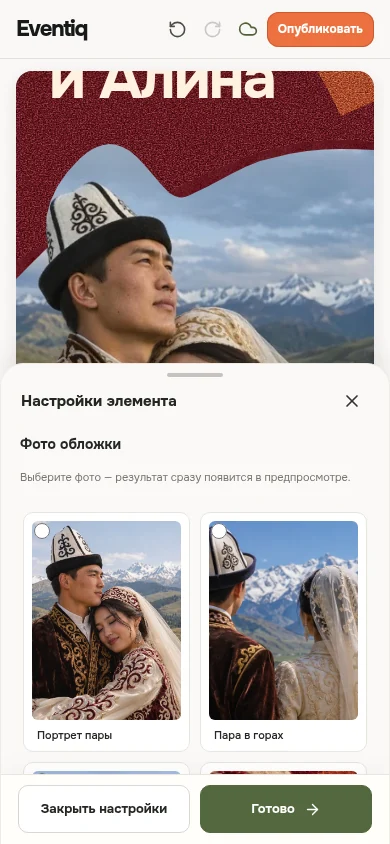 Eventiq
Опубликовать
и Алина
Настройки элемента
Фото обложки
Выберите фото — результат сразу появится в предпросмотре.
Портрет пары
Пара в горах
Закрыть настройки
Готово →